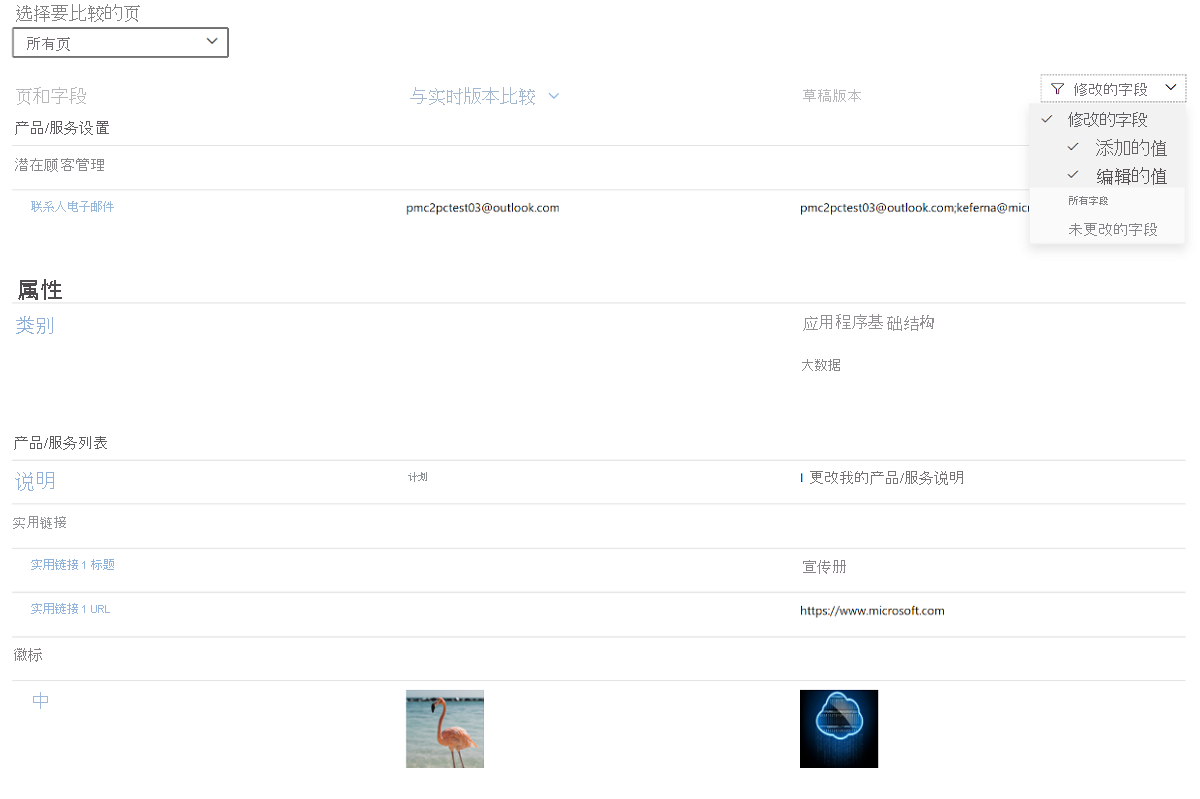 选择要比较的页
所有页
页和字段
与实时版本比较
草稿版本
修改的字段
产品/服务设置
修改的字段
添加的值
潜在顾客管理
编辑的值
联系人电子邮件
pmc2pctest03@outlook.com
pmc2pctest03@outlook.com;keferna@micr
所有字段
未更改的字段
属性
类别
应用程序基础结构
大数据
产品/服务列表
说明
计划
更改我的产品/服务说明
实用链接
实用链接 1 标题
宣传册
实用链接 1 URL
https://www.microsoft.com
徽标
中